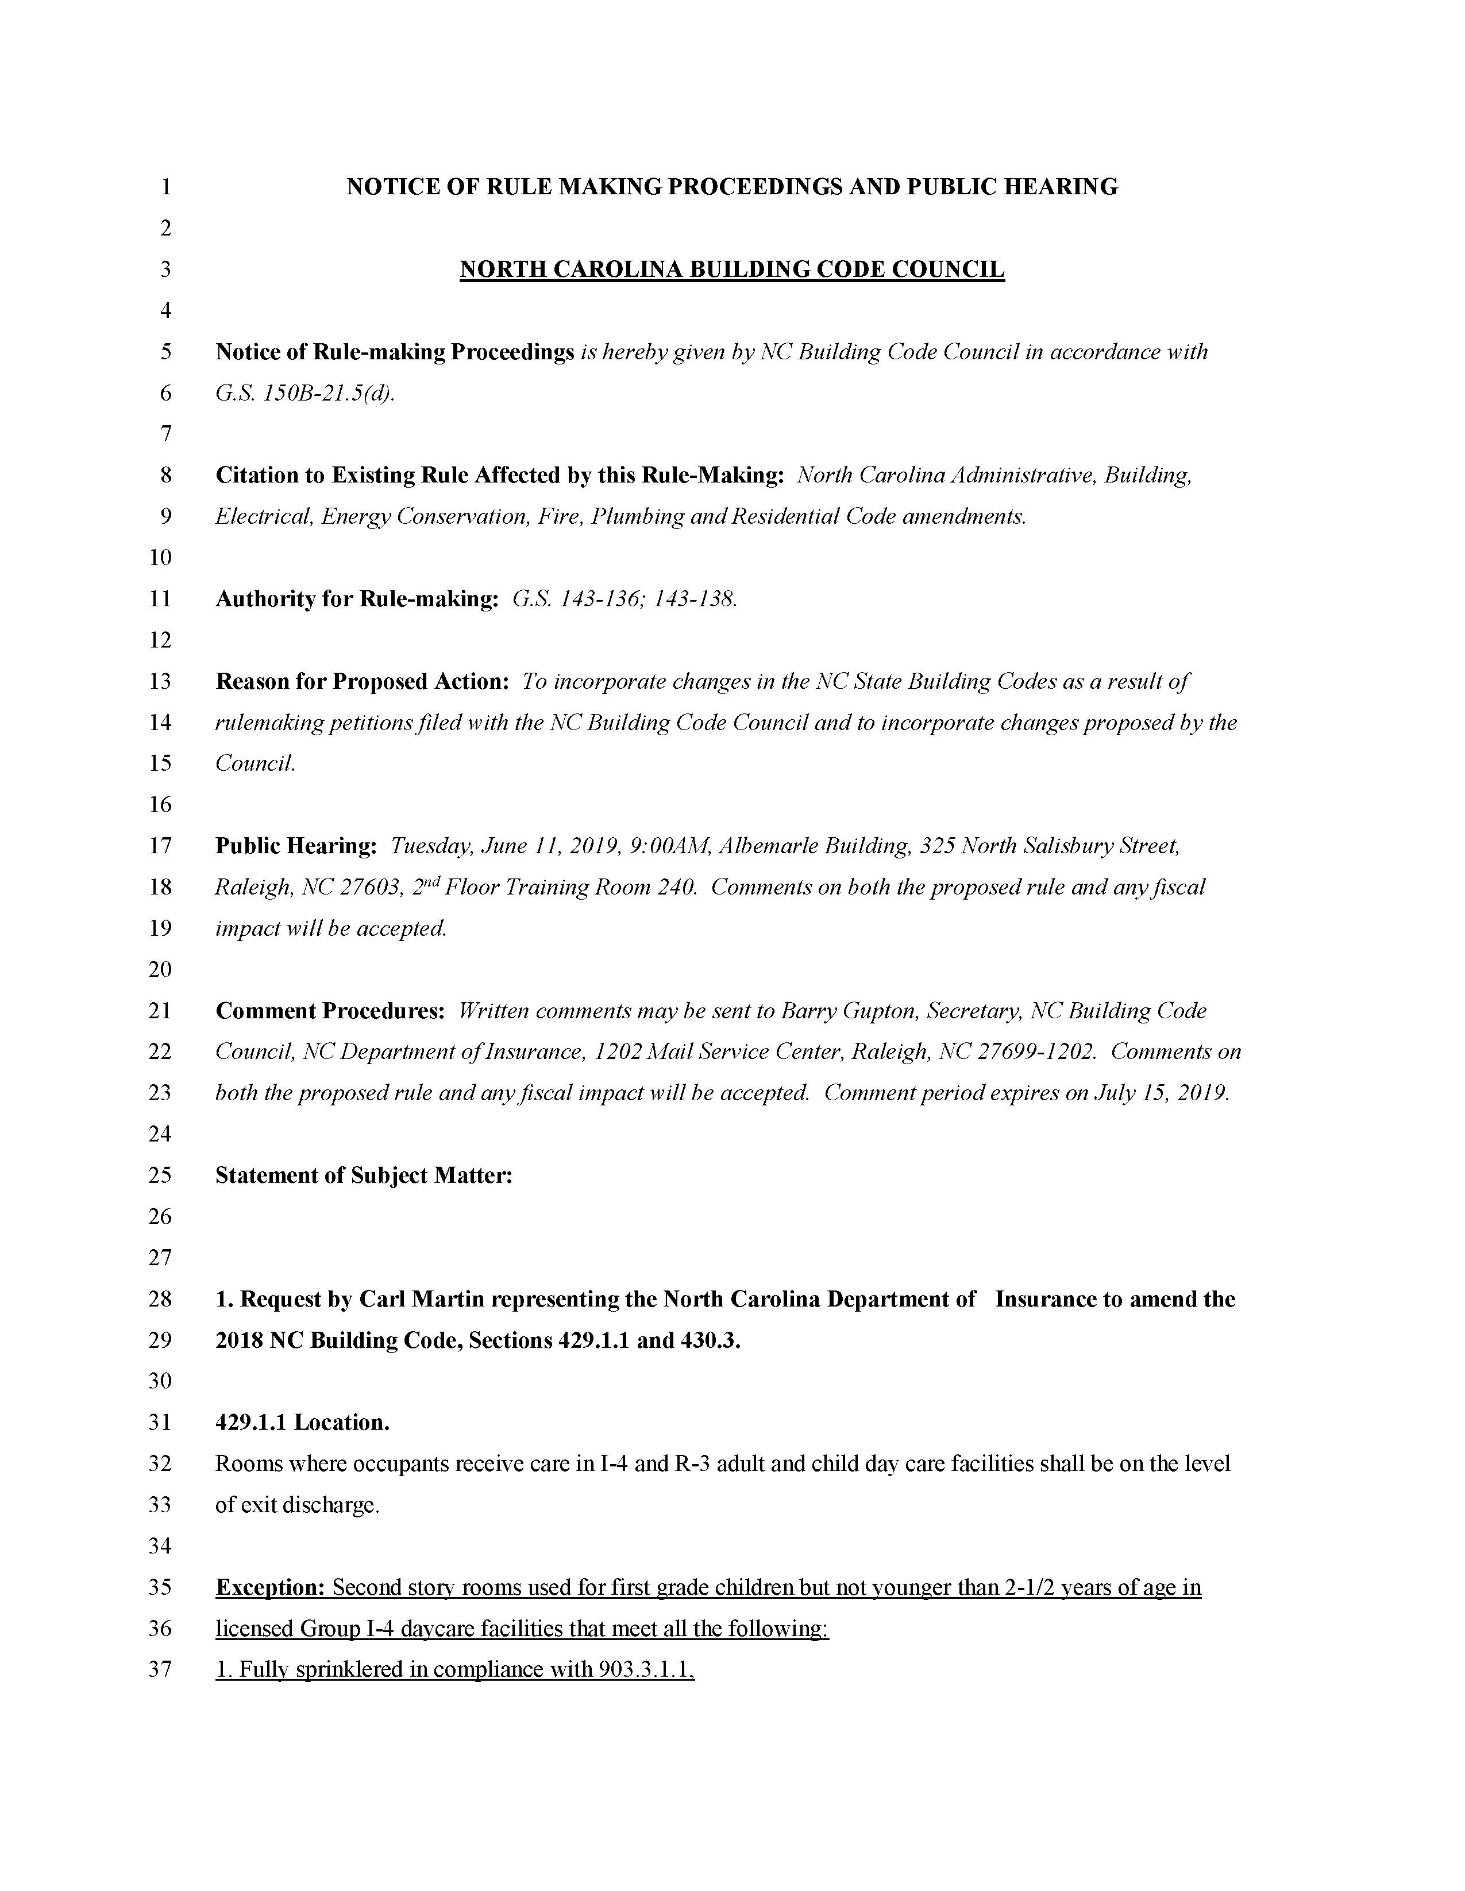 1 NOTICE OF RULE MAKING PROCEEDINGS AND PUBLIC HEARING
2
3 NORTH CAROLINA BUILDING CODE COUNCIL
4
5 Notice of Rule-making Proceedings is hereby given by NC Building Code Council in accordance with
6 G.S. 150B-21.5(d).
7
8 Citation to Existing Rule Affected by this Rule-Making: North Carolina Administrative, Building,
9 Electrical, Energy Conservation, Fire, Plumbing and Residential Code amendments.
10
11 Authority for Rule-making: G.S. 143-136; 143-138.
12
13 Reason for Proposed Action: To incorporate changes in the NC State Building Codes as a result of
14 rulemaking petitions filed with the NC Building Code Council and to incorporate changes proposed by the
15 Council.
16
17 Public Hearing: Tuesday, June 11, 2019, 9:00AM, Albemarle Building, 325 North Salisbury Street,
18 Raleigh, NC 27603, 2nd Floor Training Room 240. Comments on both the proposed rule and any fiscal
19 impact will be accepted.
20
21 Comment Procedures: Written comments may be sent to Barry Gupton, Secretary, NC Building Code
22 Council, NC Department of Insurance, 1202 Mail Service Center, Raleigh, NC 27699-1202. Comments on
23 both the proposed rule and any fiscal impact will be accepted. Comment period expires on July 15, 2019.
24
25 Statement of Subject Matter:
26
27
28 1. Request by Carl Martin representing the North Carolina Department of Insurance to amend the
29 2018 NC Building Code, Sections 429.1.1 and 430.3.
30
31 429.1.1 Location.
32 Rooms where occupants receive care in I-4 and R-3 adult and child day care facilities shall be on the level
33 of exit discharge.
34
35 Exception: Second story rooms used for first grade children but not younger than 2-1/2 years of age in
36 licensed Group I-4 daycare facilities that meet all the following:
37 1. Fully sprinklered in compliance with 903.3.1.1,